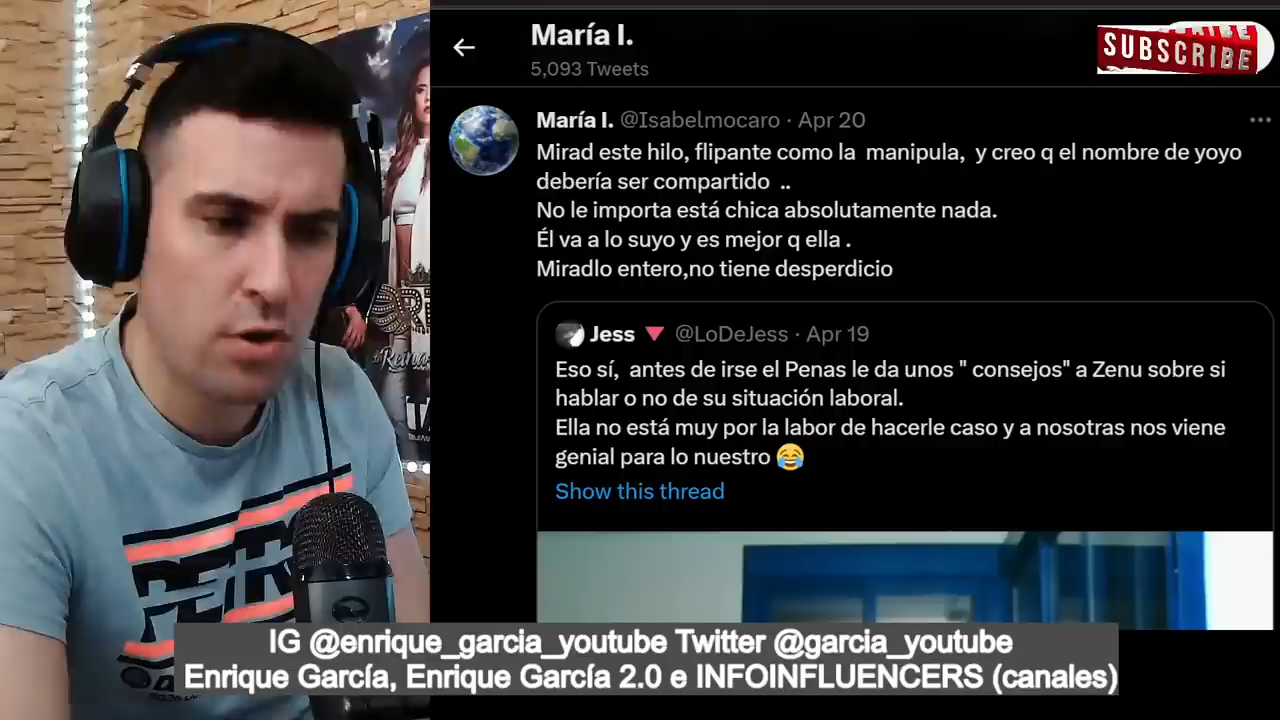 María I.
5,093 Tweets
SUBSCRIBE
María I. @Isabelmocaro · Apr 20
Mirad este hilo, flipante como la manipula, y creo q el nombre de yoyo
debería ser compartido ..
No le importa está chica absolutamente nada.
Él va a lo suyo y es mejor q ella .
Miradlo entero,no tiene desperdicio
Jess 🔻 @LoDeJess · Apr 19
Eso sí, antes de irse el Penas le da unos " consejos" a Zenu sobre si
hablar o no de su situación laboral.
Ella no está muy por la labor de hacerle caso y a nosotras nos viene
genial para lo nuestro 😂
Show this thread
IG @enrique_garcia_youtube Twitter @garcia_youtube
Enrique García, Enrique García 2.0 e INFOINFLUENCERS (canales)